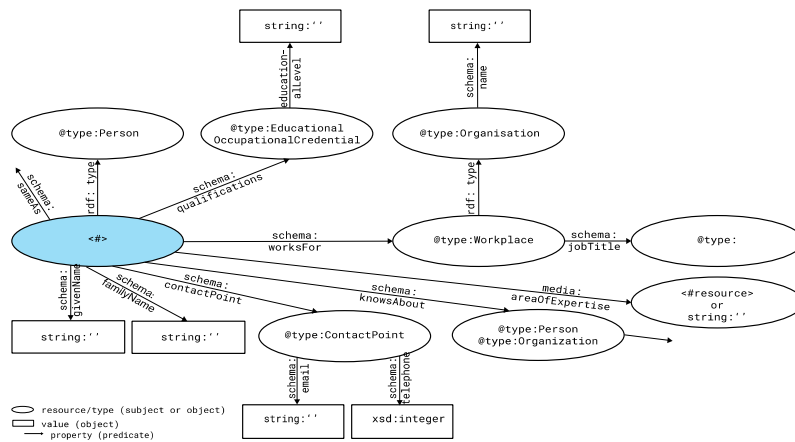 string:‘’
string:‘’
education-
alLevel
schema:
name
@type:Person
@type:Educational
OccupationalCredential
@type:Organisation
schema:
sameAs
rdf: type
schema:
qualifications
rdf: type
<#>
schema:
worksFor
@type:Workplace
schema:
jobTitle
@type:
schema:
givenName
schema:
familyName
schema:
contactPoint
schema:
knowsAbout
media:
areaOfExpertise
<#resource>
or
string:‘’
string:‘’
string:‘’
@type:ContactPoint
@type:Person
@type:Organization
schema:
email
schema:
telephone
string:‘’
xsd:integer
resource/type (subject or object)
value (object)
property (predicate)